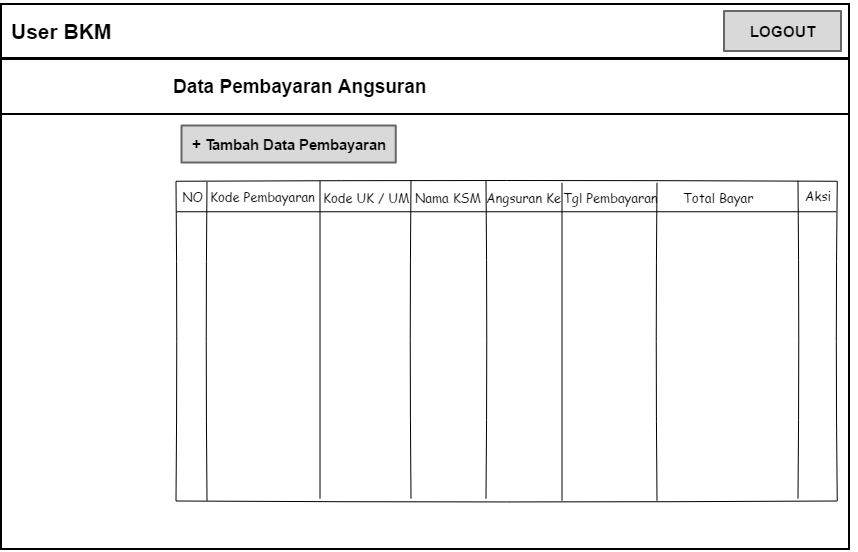 User BKM
LOGOUT
Data Pembayaran Angsuran
+ Tambah Data Pembayaran
NO Kode Pembayaran Kode UK / UM Nama KSM Angsuran Ke Tgl Pembayaran Total Bayar Aksi